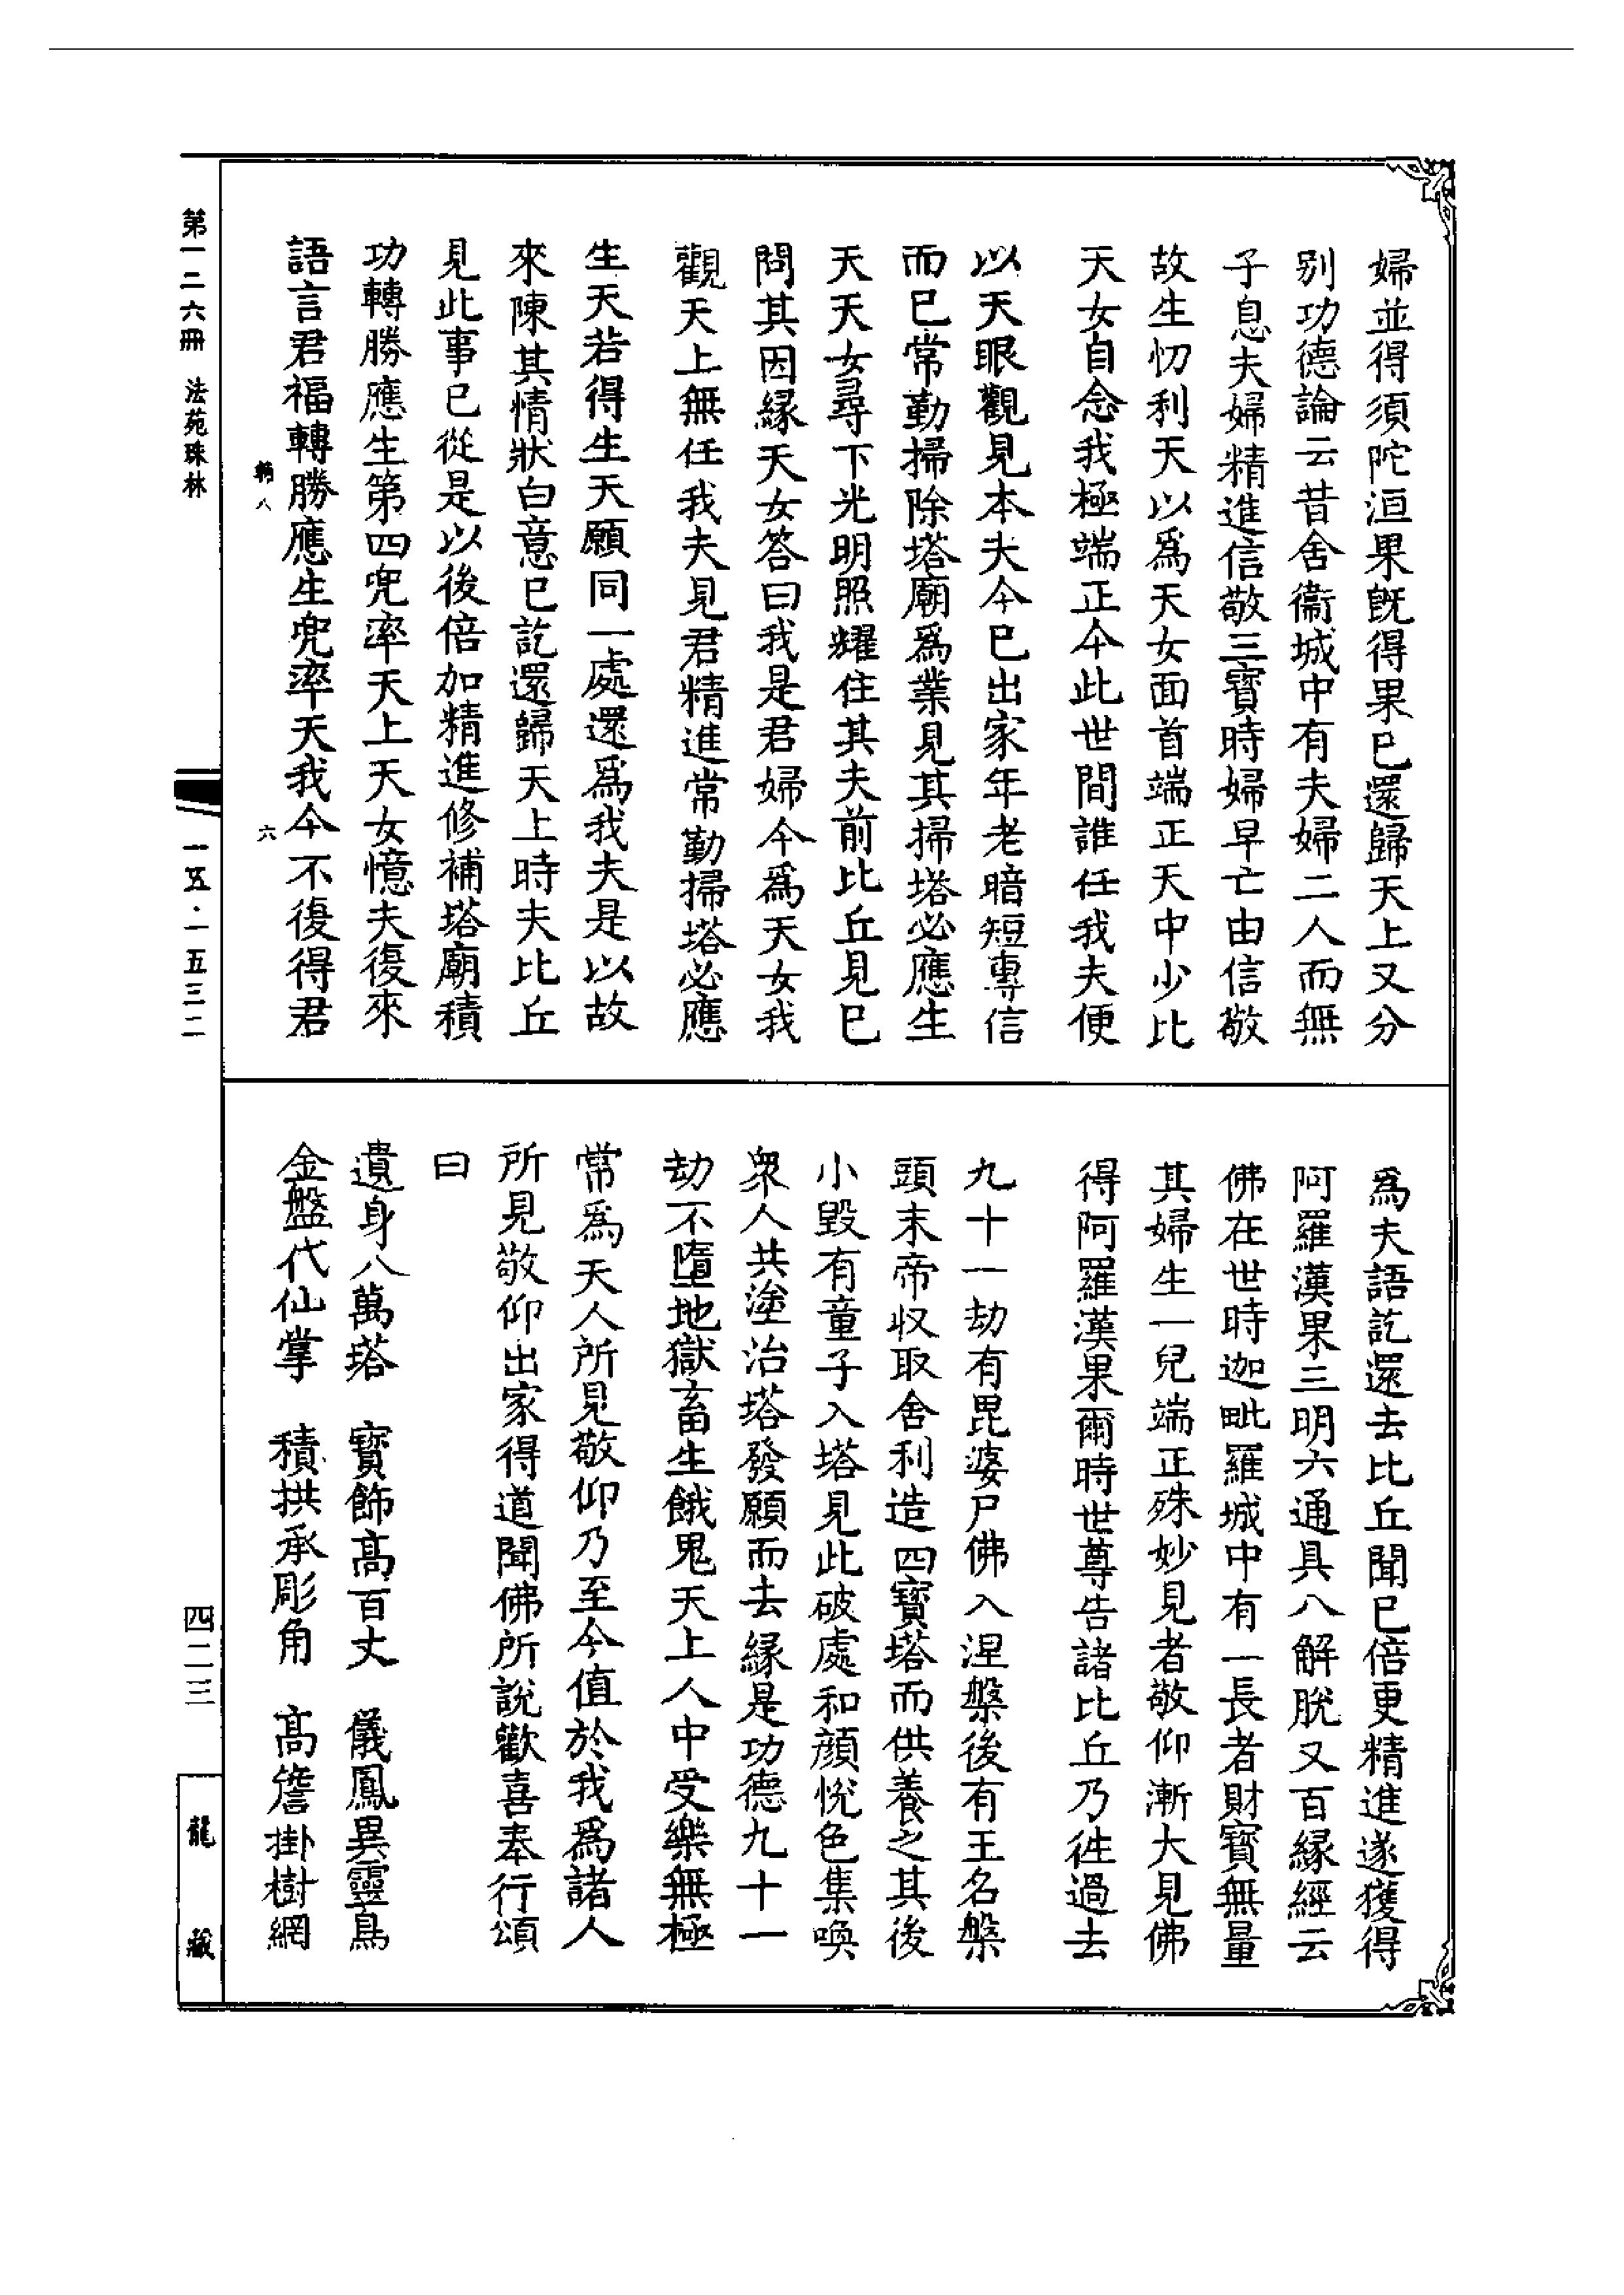 婦並得須陀洹果旣得果已還歸天上又分
别功德論云昔舍衞城中有夫婦二人而無
子息夫婦精進信敬三寶時婦早亡由信敬
故生忉利天以爲天女面首端正天中少比
天女自念我極端正今此世間誰任我夫便
以天眼觀見本夫今已出家年老暗短專信
而已常勤掃除塔廟爲業見其掃塔必應生
天天女尋下光明照耀住其夫前比丘見已
問其因緣天女答曰我是君婦今爲天女我
觀天上無任我夫見君精進常勤掃塔必應
生天若得生天願同一處還爲我夫是以故
來陳其情狀白意已訖還歸天上時夫比丘
見此事已從是以後倍加精進修補塔廟積
功轉勝應生第四兜率天上天女憶夫復來
語言君福轉勝應生兜率天我今不復得君
爲夫語訖還去比丘聞已倍更精進遂獲得
阿羅漢果三明六通具八解脫又百緣經云
佛在世時迦毗羅城中有一長者財寶無量
其婦生一兒端正殊妙見者敬仰漸大見佛
得阿羅漢果爾時世尊告諸比丘乃徃過去
九十一劫有毘婆尸佛入涅槃後有王名槃
頭末帝收取舍利造四寶塔而供養之其後
小毀有童子入塔見此破處和顔悅色集喚
衆人共塗治塔發願而去緣是功德九十一
劫不墮地獄畜生餓鬼天上人中受樂無極
常爲天人所見敬仰乃至今值於我爲諸人
所見敬仰出家得道聞佛所說歡喜奉行頌
曰
遺身八萬塔　寶飾高百丈　儀鳳異靈鳥
金盤代仙掌　積拱承彫角　高簷掛樹網
第一二六冊　法苑珠林
六
一五·一五三二
四二三
龍藏